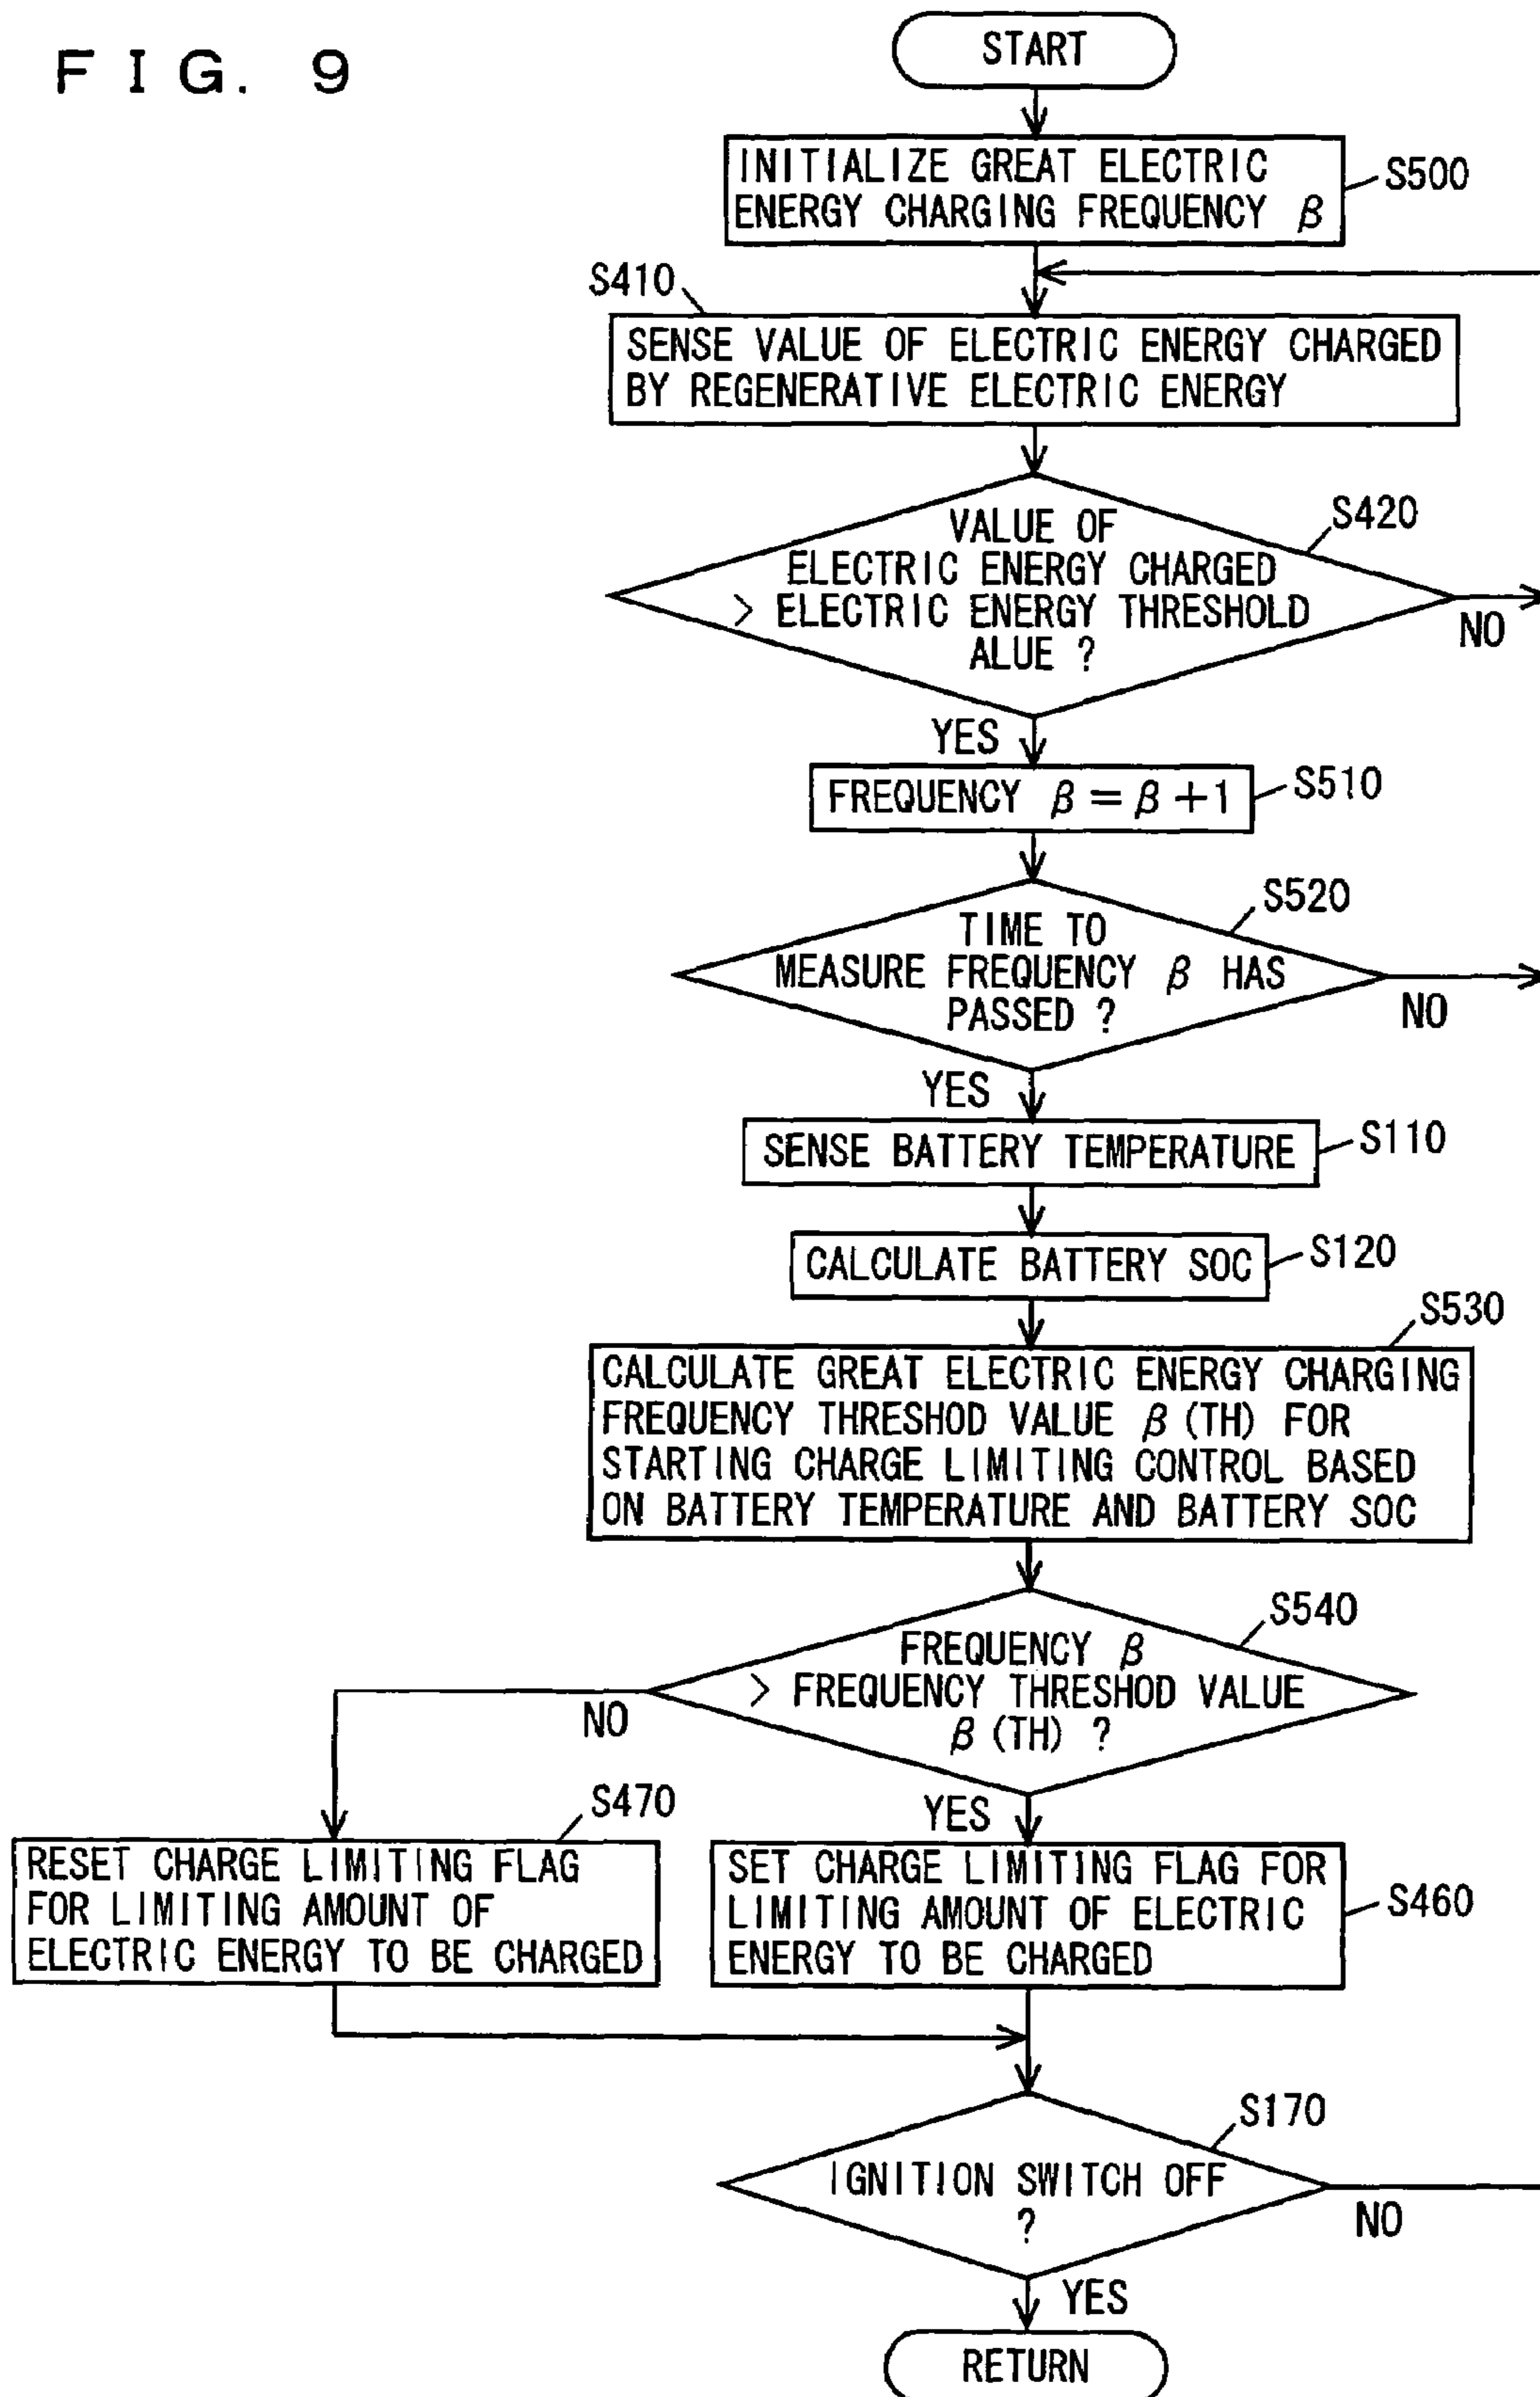 FIG. 9
START
INITIALIZE GREAT ELECTRIC
ENERGY CHARGING FREQUENCY β
S500
S410
SENSE VALUE OF ELECTRIC ENERGY CHARGED
BY REGENERATIVE ELECTRIC ENERGY
S420
VALUE OF
ELECTRIC ENERGY CHARGED
> ELECTRIC ENERGY THRESHOLD
ALUE ?
NO
YES
FREQUENCY β = β +1
S510
S520
TIME TO
MEASURE FREQUENCY β HAS
PASSED ?
NO
YES
SENSE BATTERY TEMPERATURE
S110
CALCULATE BATTERY SOC
S120
S530
CALCULATE GREAT ELECTRIC ENERGY CHARGING
FREQUENCY THRESHOD VALUE β (TH) FOR
STARTING CHARGE LIMITING CONTROL BASED
ON BATTERY TEMPERATURE AND BATTERY SOC
S540
FREQUENCY β
> FREQUENCY THRESHOD VALUE
β (TH) ?
NO
YES
S470
RESET CHARGE LIMITING FLAG
FOR LIMITING AMOUNT OF
ELECTRIC ENERGY TO BE CHARGED
SET CHARGE LIMITING FLAG FOR
LIMITING AMOUNT OF ELECTRIC
ENERGY TO BE CHARGED
S460
S170
IGNITION SWITCH OFF
?
NO
YES
RETURN